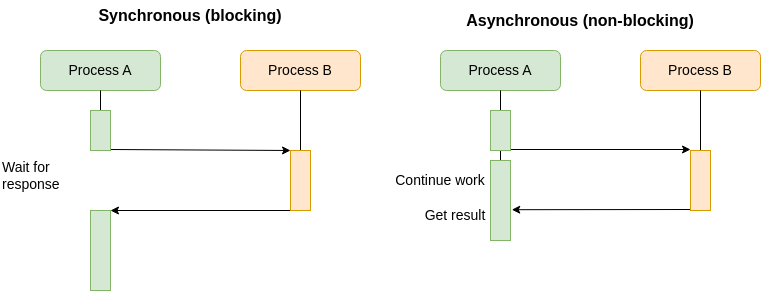 Synchronous (blocking)
Asynchronous (non-blocking)
Process A
Process B
Process A
Process B
Wait for
response
Continue work
Get result